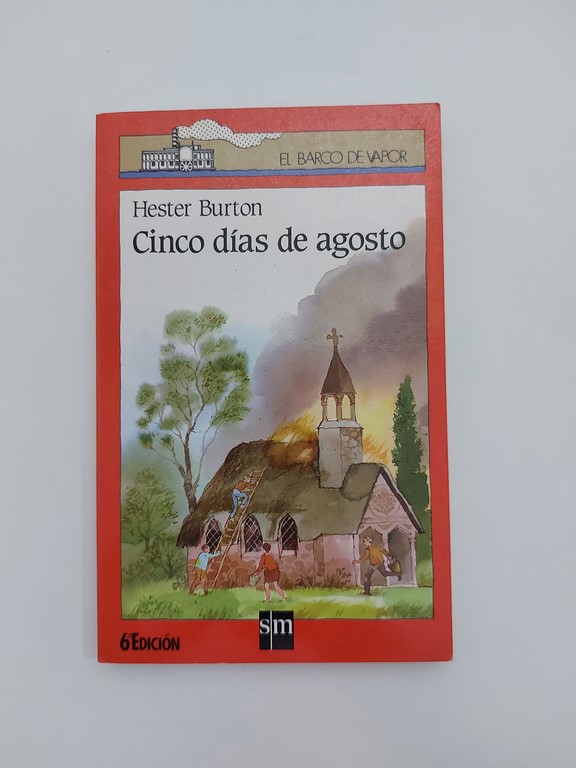 EL BARCO DE VAPOR
Hester Burton
Cinco días de agosto
6ª EDICIÓN
sm